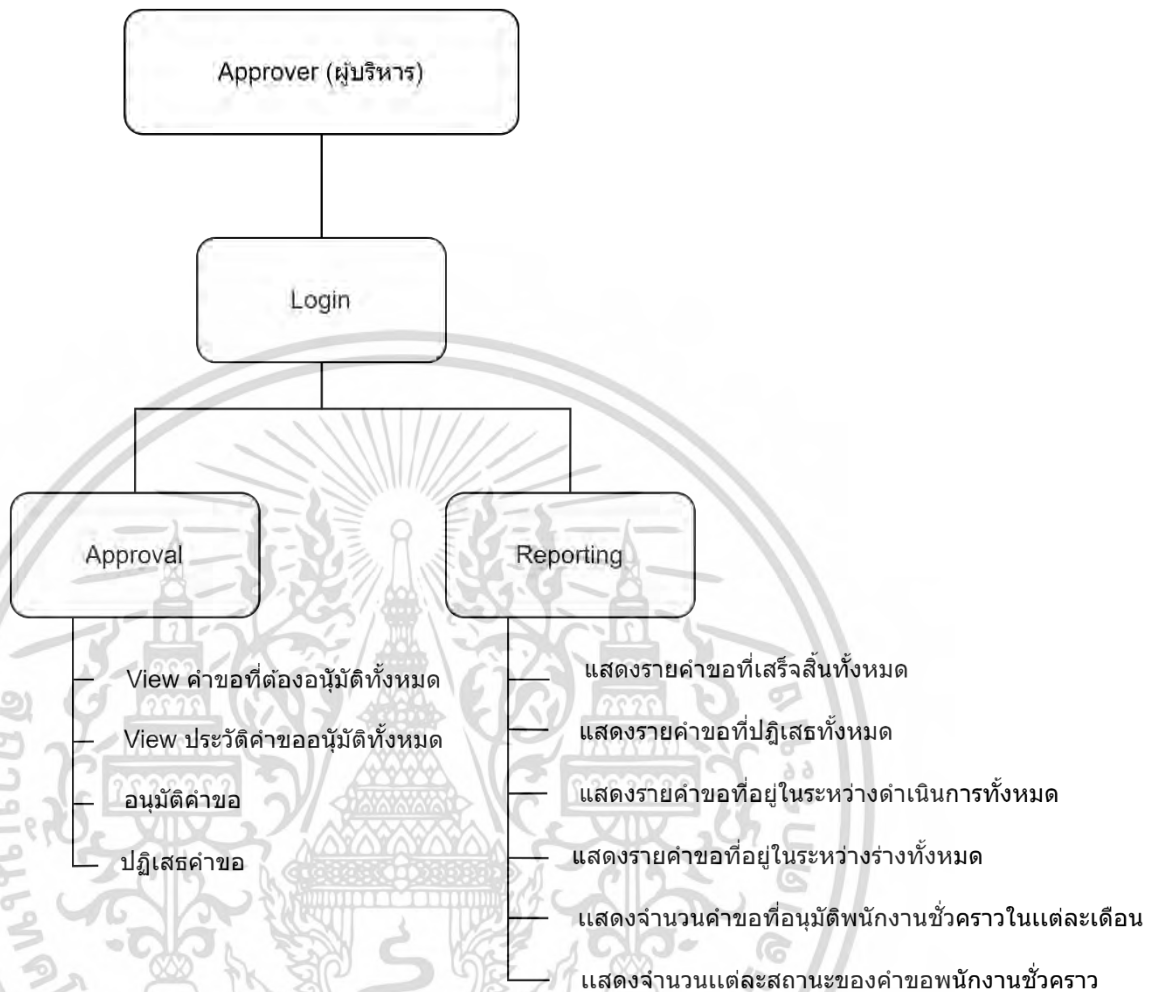 Approver (ผู้บริหาร)
Login
Approval
Reporting
View คำขอที่ต้องอนุมัติทั้งหมด
View ประวัติคำขออนุมัติทั้งหมด
อนุมัติคำขอ
ปฏิเสธคำขอ
แสดงรายคำขอที่เสร็จสิ้นทั้งหมด
แสดงรายคำขอที่ปฏิเสธทั้งหมด
แสดงรายคำขอที่อยู่ในระหว่างดำเนินการทั้งหมด
แสดงรายคำขอที่อยู่ในระหว่างร่างทั้งหมด
แสดงจำนวนคำขอที่อนุมัติพนักงานชั่วคราวในแต่ละเดือน
แสดงจำนวนแต่ละสถานะของคำขอพนักงานชั่วคราว